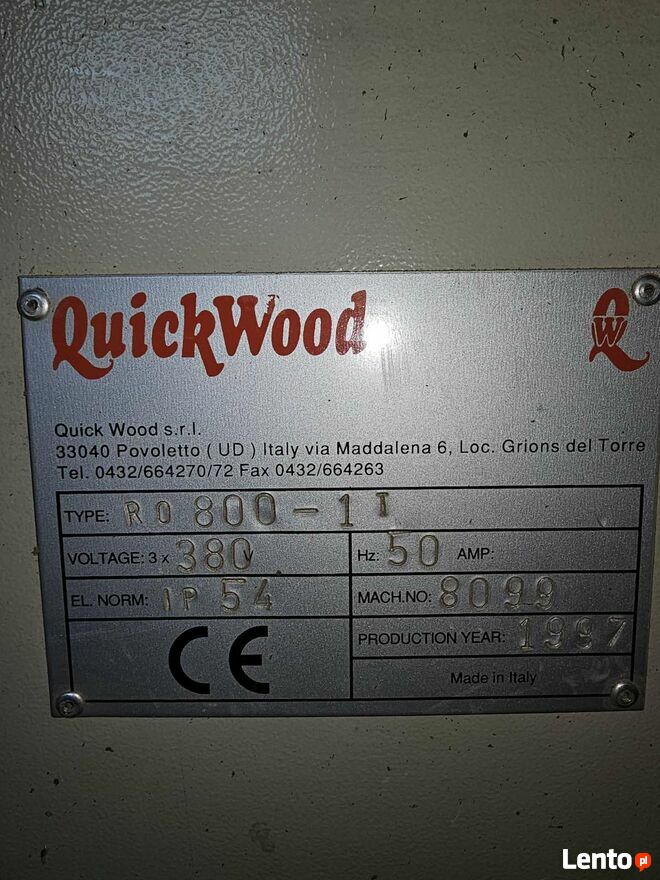 QuickWood
QW
Quick Wood s.r.l.
33040 Povoletto ( UD ) Italy via Maddalena 6, Loc. Grions del Torre
Tel. 0432/664270/72 Fax 0432/664263
TYPE: RO 800-1 I
VOLTAGE: 3 x 380 V Hz: 50 AMP:
EL. NORM: IP 54 MACH.NO: 8099
CE PRODUCTION YEAR: 1997
Made in Italy
Lento.pl